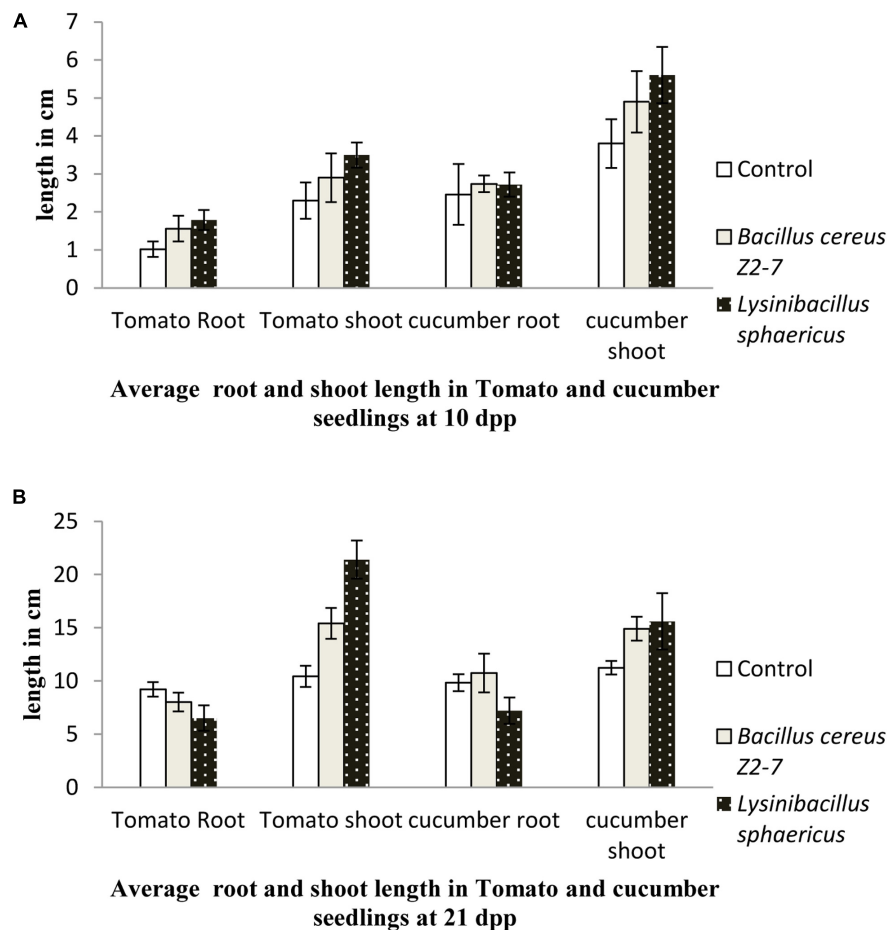 A
7
6
5
4
3
2
1
0
length in cm
Tomato Root Tomato shoot cucumber root cucumber
shoot
Average root and shoot length in Tomato and cucumber
seedlings at 10 dpp
Control
Bacillus cereus
Z2-7
Lysinibacillus
sphaericus
B
25
20
15
10
5
0
length in cm
Tomato Root Tomato shoot cucumber root cucumber
shoot
Average root and shoot length in Tomato and cucumber
seedlings at 21 dpp
Control
Bacillus cereus
Z2-7
Lysinibacillus
sphaericus